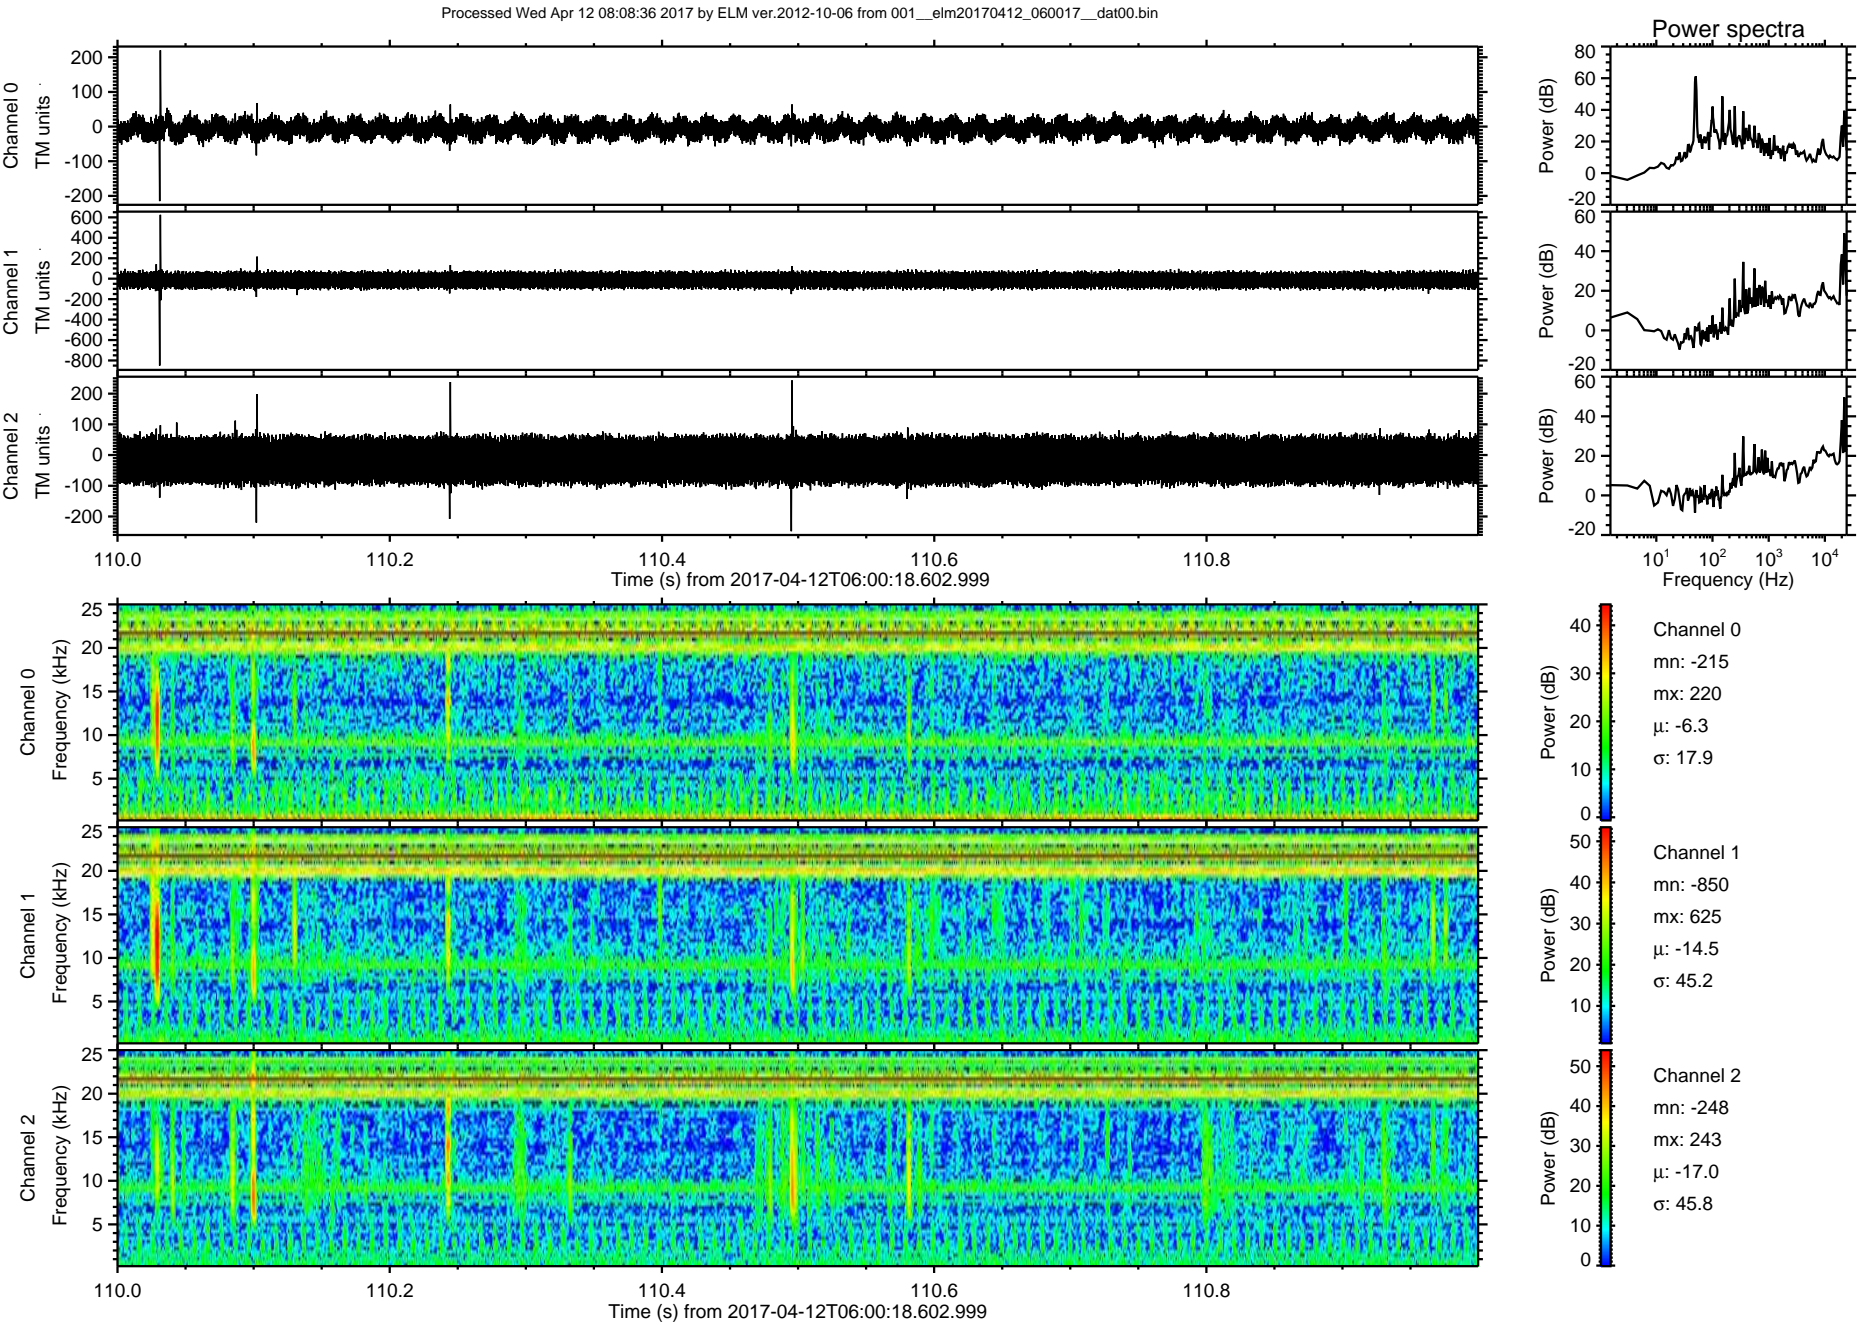 Processed Wed Apr 12 08:08:36 2017 by ELM ver.2012-10-06 from 001__elm20170412_060017__dat00.bin
Power spectra
Channel 0
TM units
200
100
0
-100
-200
Power (dB)
80
60
40
20
0
-20
Channel 1
TM units
600
400
200
0
-200
-400
-600
-800
Power (dB)
60
40
20
0
-20
Channel 2
TM units
200
100
0
-100
-200
Power (dB)
60
40
20
0
-20
110.0 110.2 110.4 110.6 110.8
Time (s) from 2017-04-12T06:00:18.602.999
10¹ 10² 10³ 10⁴
Frequency (Hz)
Channel 0
Frequency (kHz)
25
20
15
10
5
Power (dB)
40
30
20
10
0
Channel 0
mn: -215
mx: 220
µ: -6.3
σ: 17.9
Channel 1
Frequency (kHz)
25
20
15
10
5
Power (dB)
50
40
30
20
10
Channel 1
mn: -850
mx: 625
µ: -14.5
σ: 45.2
Channel 2
Frequency (kHz)
25
20
15
10
5
Power (dB)
50
40
30
20
10
0
Channel 2
mn: -248
mx: 243
µ: -17.0
σ: 45.8
110.0 110.2 110.4 110.6 110.8
Time (s) from 2017-04-12T06:00:18.602.999